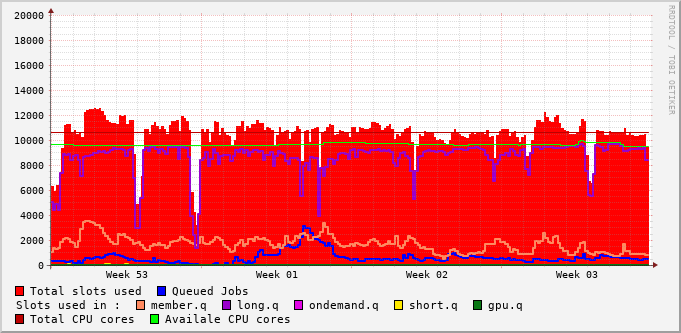 RRDTOOL / TOBI OETIKER
20000
18000
16000
14000
12000
10000
8000
6000
4000
2000
0
Week 53 Week 01 Week 02 Week 03
Total slots used Queued Jobs
Slots used in : member.q long.q ondemand.q short.q gpu.q
Total CPU cores Availale CPU cores